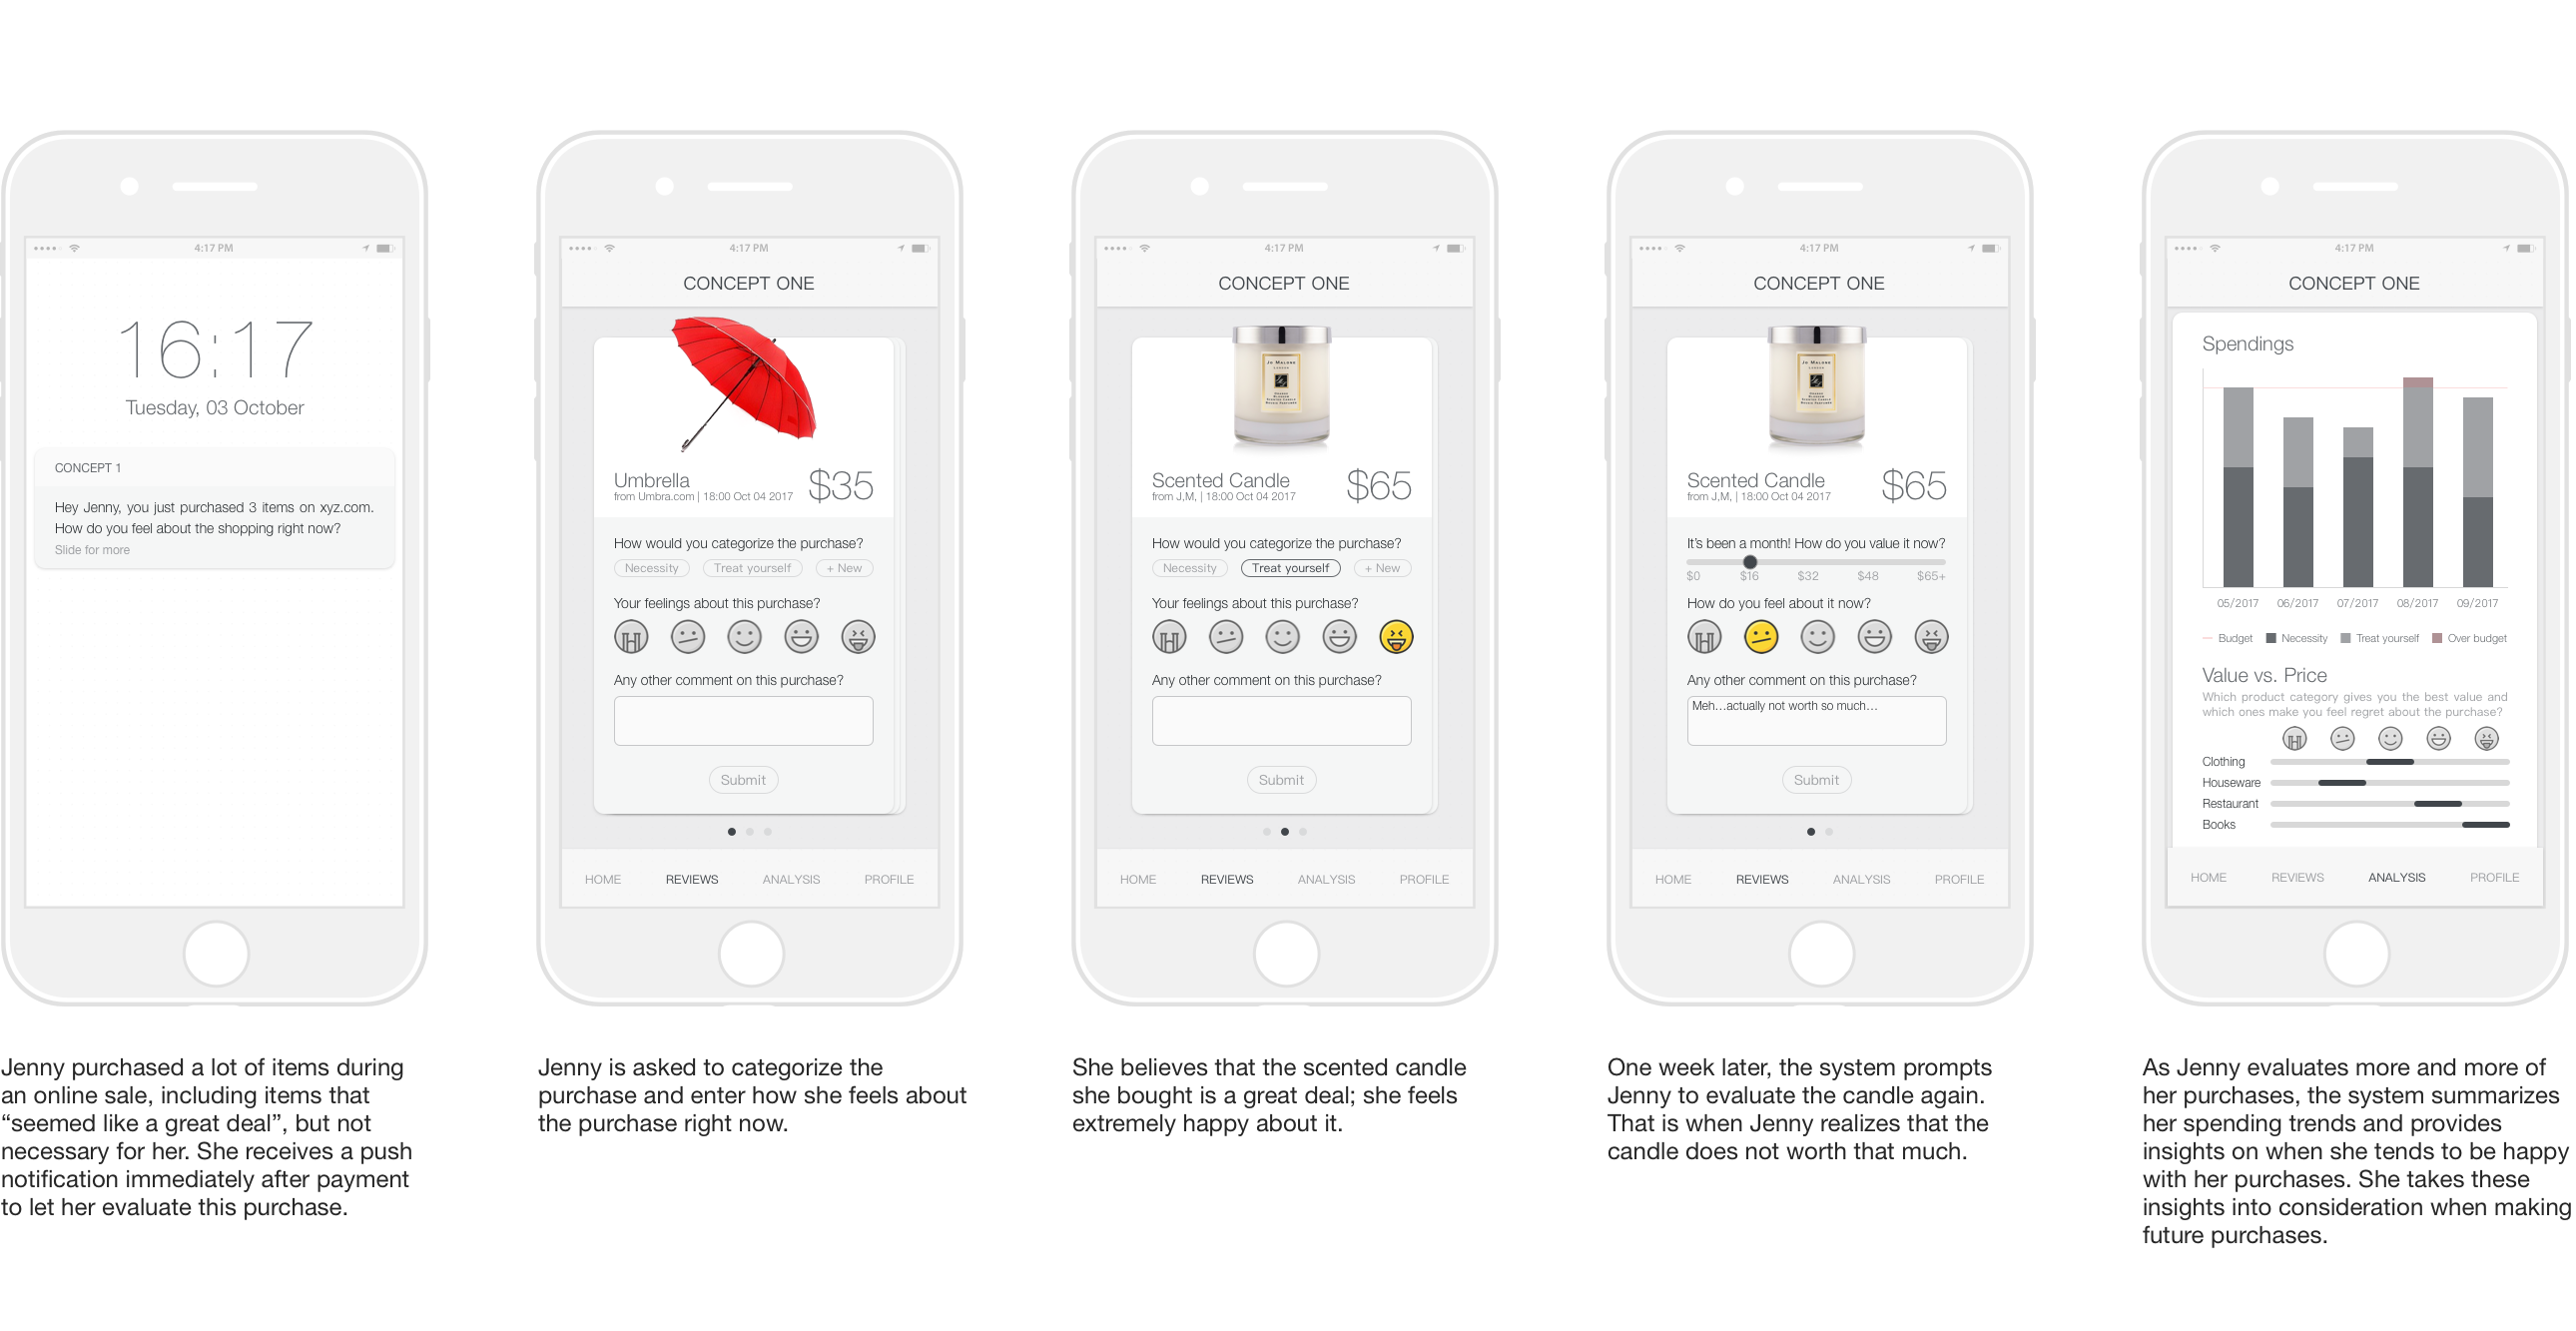 4:17 PM
16:17
Tuesday, 03 October
CONCEPT 1
Hey Jenny, you just purchased 3 items on xyz.com.
How do you feel about the shopping right now?
Slide for more
Jenny purchased a lot of items during
an online sale, including items that
“seemed like a great deal”, but not
necessary for her. She receives a push
notification immediately after payment
to let her evaluate this purchase.
4:17 PM
CONCEPT ONE
Umbrella
from Umbra.com | 18:00 Oct 04 2017
$35
How would you categorize the purchase?
Necessity Treat yourself + New
Your feelings about this purchase?
Any other comment on this purchase?
Submit
HOME REVIEWS ANALYSIS PROFILE
Jenny is asked to categorize the
purchase and enter how she feels about
the purchase right now.
4:17 PM
CONCEPT ONE
JO MALONE
LONDON
Scented Candle
from J,M, | 18:00 Oct 04 2017
$65
How would you categorize the purchase?
Necessity Treat yourself + New
Your feelings about this purchase?
Any other comment on this purchase?
Submit
HOME REVIEWS ANALYSIS PROFILE
She believes that the scented candle
she bought is a great deal; she feels
extremely happy about it.
4:17 PM
CONCEPT ONE
JO MALONE
LONDON
Scented Candle
from J,M, | 18:00 Oct 04 2017
$65
It’s been a month! How do you value it now?
$0 $16 $32 $48 $65+
How do you feel about it now?
Any other comment on this purchase?
Meh...actually not worth so much...
Submit
HOME REVIEWS ANALYSIS PROFILE
One week later, the system prompts
Jenny to evaluate the candle again.
That is when Jenny realizes that the
candle does not worth that much.
4:17 PM
CONCEPT ONE
Spendings
05/2017 06/2017 07/2017 08/2017 09/2017
Budget Necessity Treat yourself Over budget
Value vs. Price
Which product category gives you the best value and
which ones make you feel regret about the purchase?
Clothing
Houseware
Restaurant
Books
HOME REVIEWS ANALYSIS PROFILE
As Jenny evaluates more and more of
her purchases, the system summarizes
her spending trends and provides
insights on when she tends to be happy
with her purchases. She takes these
insights into consideration when making
future purchases.